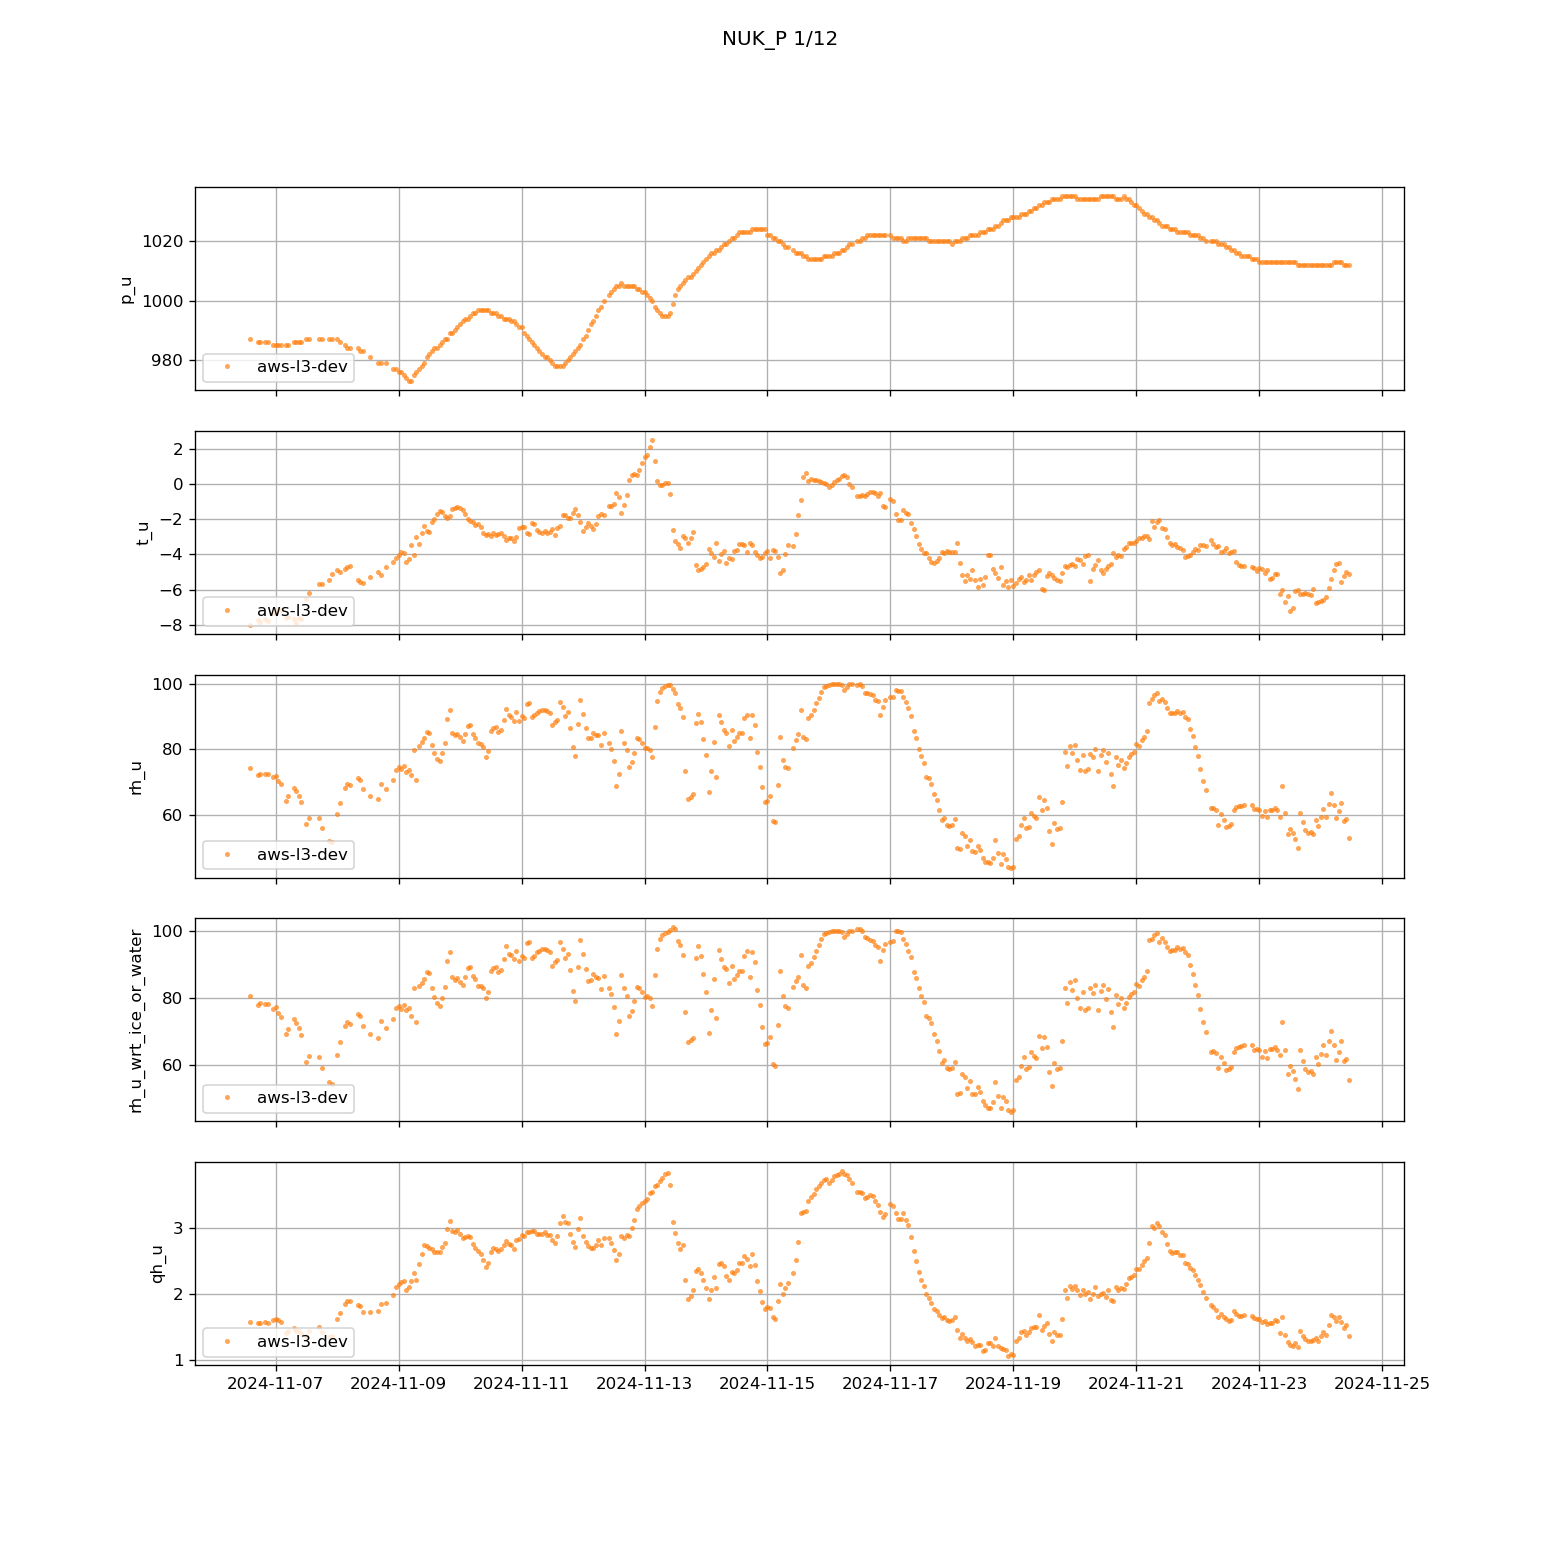 NUK_P 1/12
1020
1000
980
p_u
aws-l3-dev
2
0
−2
−4
−6
−8
t_u
aws-l3-dev
100
80
60
rh_u
aws-l3-dev
100
80
60
rh_u_wrt_ice_or_water
aws-l3-dev
3
2
1
qh_u
aws-l3-dev
2024-11-07 2024-11-09 2024-11-11 2024-11-13 2024-11-15 2024-11-17 2024-11-19 2024-11-21 2024-11-23 2024-11-25